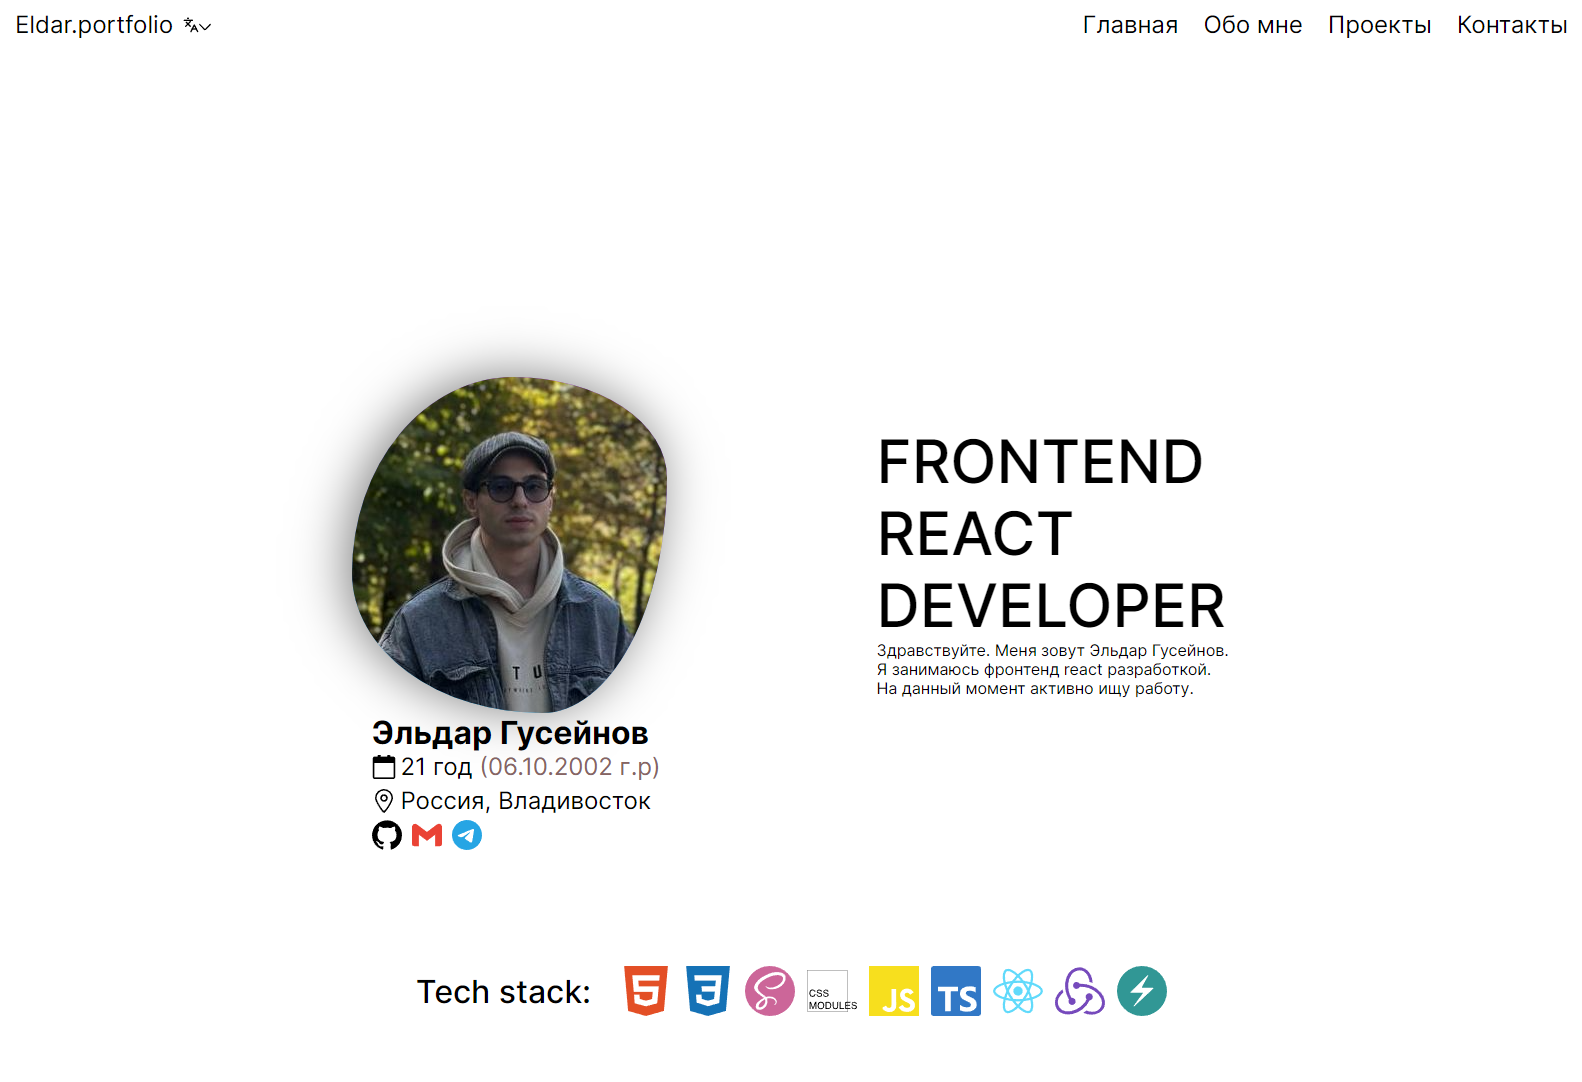 Eldar.portfolio
Главная Обо мне Проекты Контакты
FRONTEND
REACT
DEVELOPER
Здравствуйте. Меня зовут Эльдар Гусейнов.
Я занимаюсь фронтенд react разработкой.
На данный момент активно ищу работу.
Эльдар Гусейнов
21 год (06.10.2002 г.р)
Россия, Владивосток
Tech stack:
CSS
MODULES
JS
TS